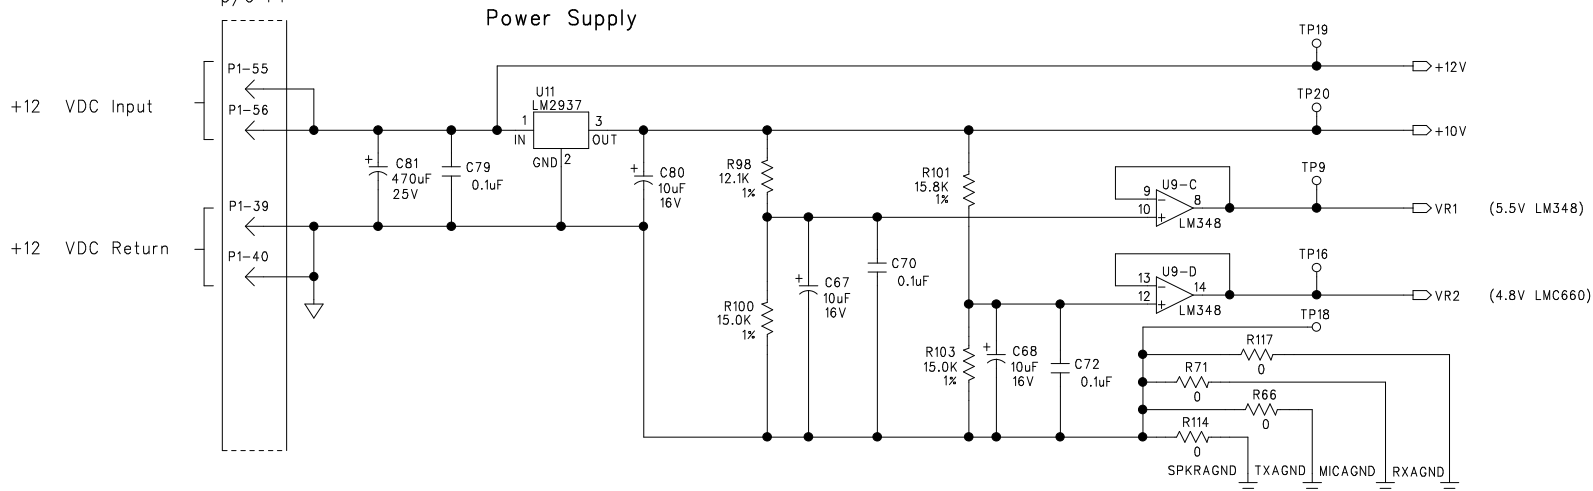 Power Supply
TP19
P1-55
+12V
U11
LM2937
+12 VDC Input
TP20
P1-56
1
3
IN
OUT
+10V
GND
2
C81
470uF
25V
C79
0.1uF
C80
10uF
16V
R98
12.1K
1%
R101
15.8K
1%
TP9
U9-C
9
10
8
LM348
VR1
(5.5V LM348)
P1-39
+12 VDC Return
P1-40
C70
0.1uF
C67
10uF
16V
TP16
U9-D
13
12
14
LM348
VR2
(4.8V LMC660)
R100
15.0K
1%
TP18
R103
15.0K
1%
C68
10uF
16V
C72
0.1uF
R117
0
R71
0
R66
0
R114
0
SPKRAGND
TXAGND
MICAGND
RXAGND